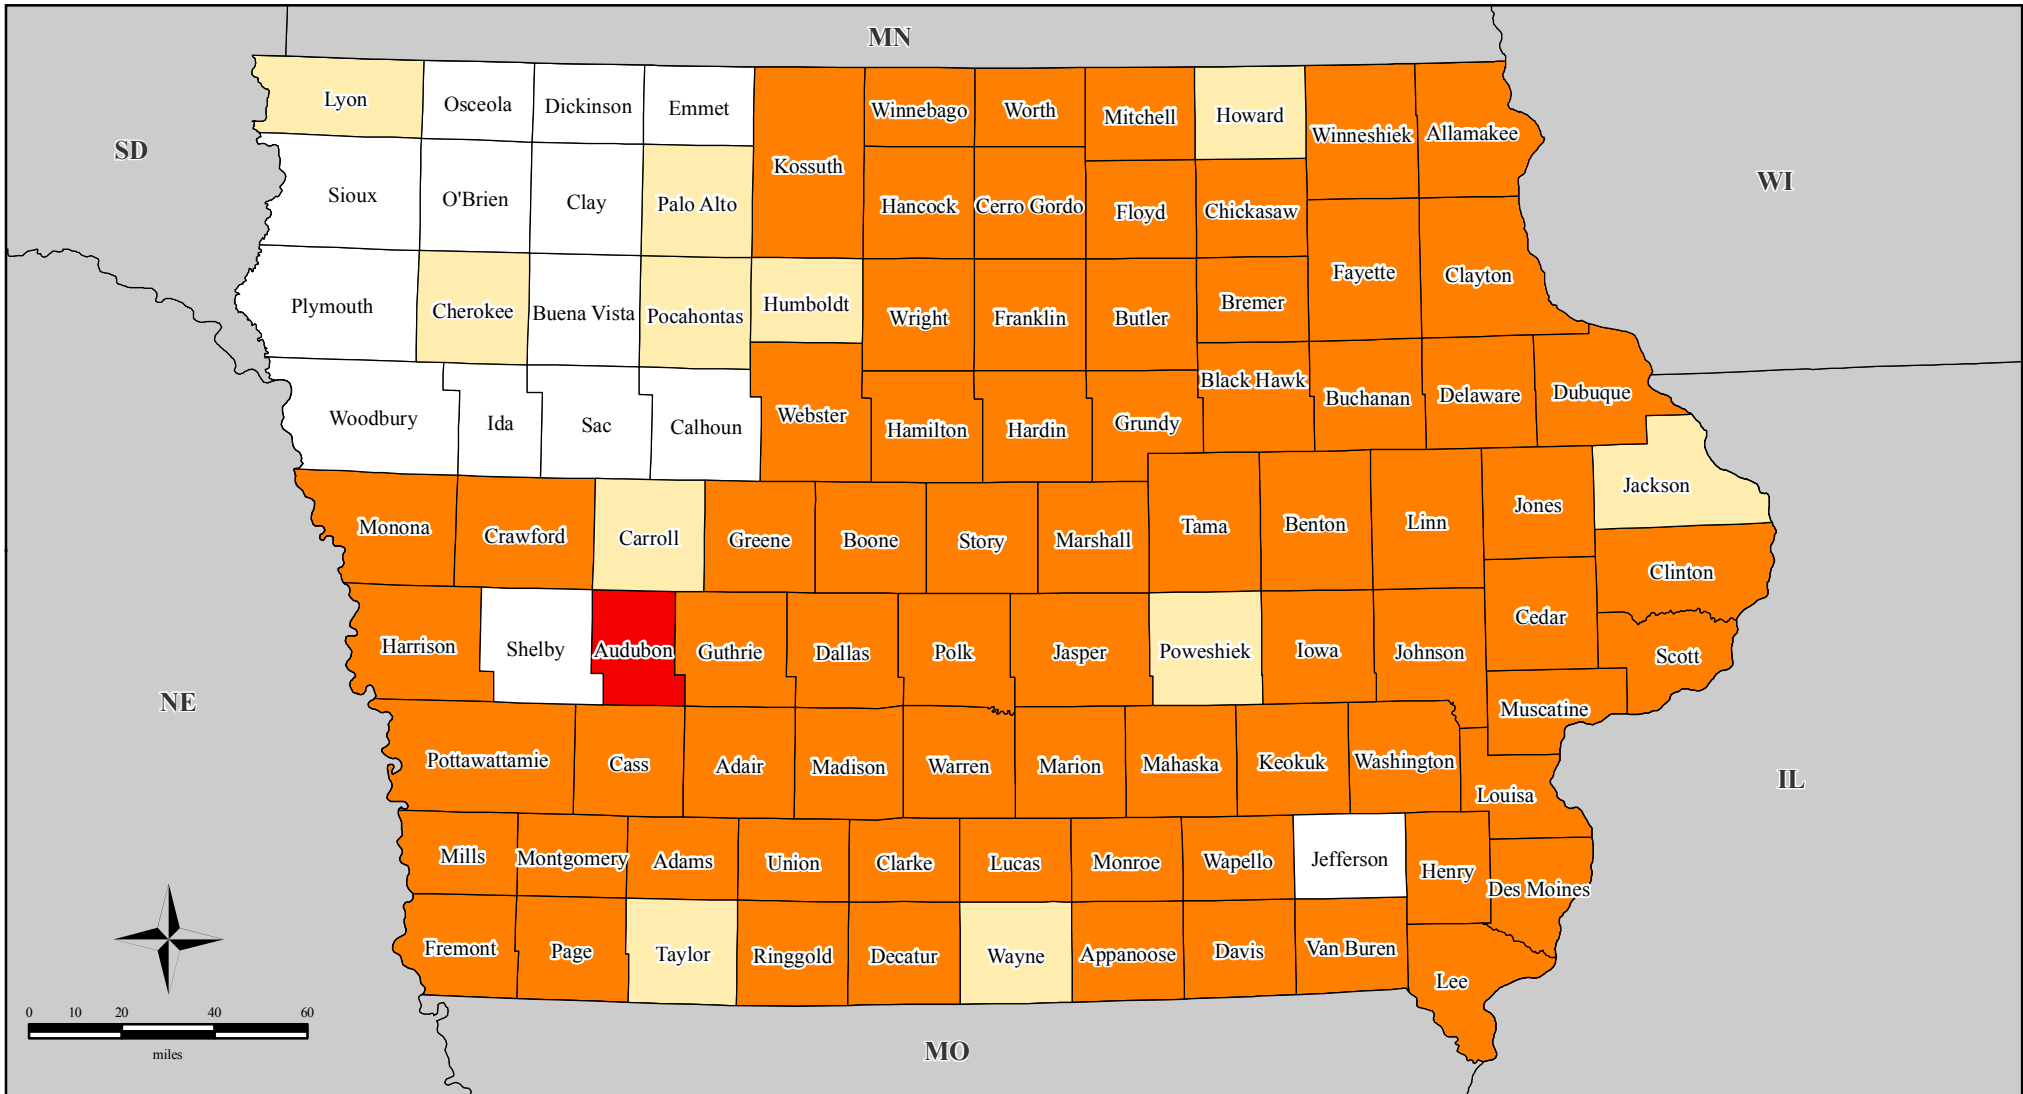 MN
Lyon
Osceola
Dickinson
Emmet
Kossuth
Winnebago
Worth
Mitchell
Howard
Winneshiek
Allamakee
SD
WI
Sioux
O'Brien
Clay
Palo Alto
Hancock
Cerro Gordo
Floyd
Chickasaw
Fayette
Clayton
Plymouth
Cherokee
Buena Vista
Pocahontas
Humboldt
Wright
Franklin
Butler
Bremer
Woodbury
Ida
Sac
Calhoun
Webster
Hamilton
Hardin
Grundy
Black Hawk
Buchanan
Delaware
Dubuque
Monona
Crawford
Carroll
Greene
Boone
Story
Marshall
Tama
Benton
Linn
Jones
Jackson
Clinton
Harrison
Shelby
Audubon
Guthrie
Dallas
Polk
Jasper
Poweshiek
Iowa
Johnson
Cedar
Scott
NE
Muscatine
Pottawattamie
Cass
Adair
Madison
Warren
Marion
Mahaska
Keokuk
Washington
Louisa
IL
Mills
Montgomery
Adams
Union
Clarke
Lucas
Monroe
Wapello
Jefferson
Henry
Des Moines
Fremont
Page
Taylor
Ringgold
Decatur
Wayne
Appanoose
Davis
Van Buren
Lee
0 10 20 40 60
miles
MO